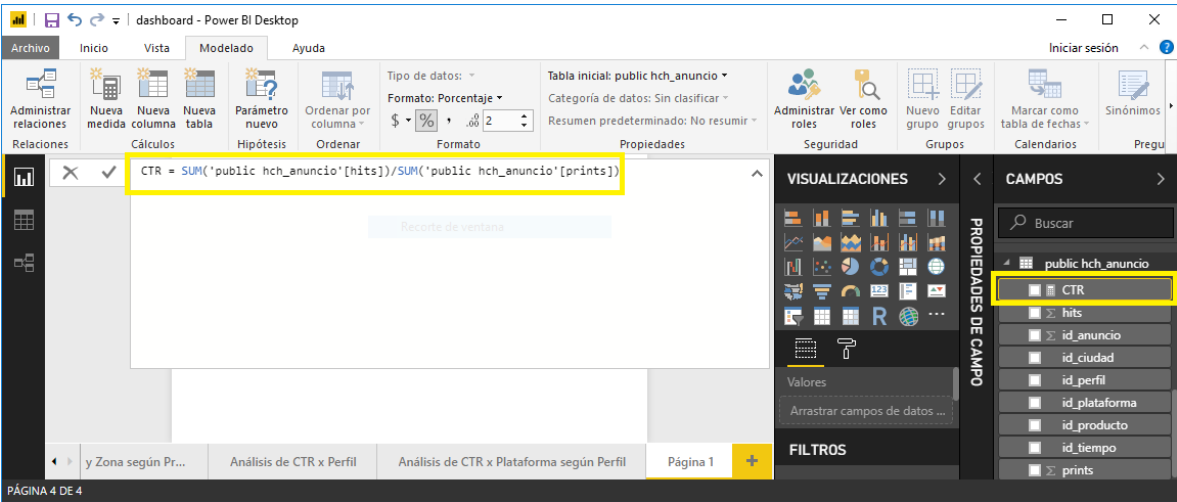 dashboard - Power BI Desktop
Archivo Inicio Vista Modelado Ayuda Iniciar sesión
Administrar relaciones
Nueva medida
Nueva columna
Nueva tabla
Parámetro nuevo
Ordenar por columna
Tipo de datos:
Formato: Porcentaje
$ % , .00 2
Tabla inicial: public hch_anuncio
Categoría de datos: Sin clasificar
Resumen predeterminado: No resumir
Administrar roles
Ver como roles
Nuevo grupo
Editar grupos
Marcar como tabla de fechas
Sinónimos
Relaciones Cálculos Hipótesis Ordenar Formato Propiedades Seguridad Grupos Calendarios Pregu
CTR = SUM('public hch_anuncio'[hits])/SUM('public hch_anuncio'[prints])
Recorte de ventana
VISUALIZACIONES
123
R
Valores
Arrastrar campos de datos ...
FILTROS
PROPIEDADES DE CAMPO
CAMPOS
Buscar
public hch_anuncio
CTR
hits
id_anuncio
id_ciudad
id_perfil
id_plataforma
id_producto
id_tiempo
prints
y Zona según Pr... Análisis de CTR x Perfil Análisis de CTR x Plataforma según Perfil Página 1 +
PÁGINA 4 DE 4